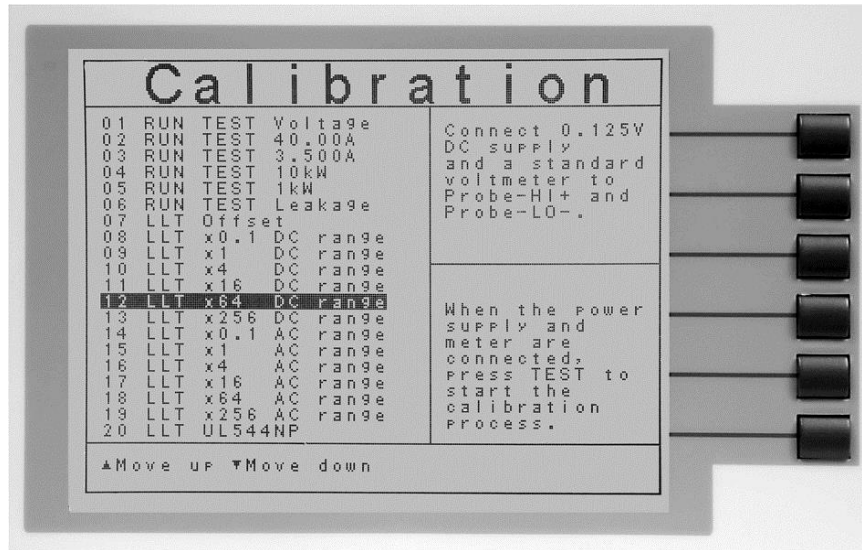 Calibration
01 RUN TEST Voltage
02 RUN TEST 40.00A
03 RUN TEST 3.500A
04 RUN TEST 10kW
05 RUN TEST 1kW
06 RUN TEST Leakage
07 LLT Offset
08 LLT x0.1 DC range
09 LLT x1 DC range
10 LLT x4 DC range
11 LLT x16 DC range
12 LLT x64 DC range
13 LLT x256 DC range
14 LLT x0.1 AC range
15 LLT x1 AC range
16 LLT x4 AC range
17 LLT x16 AC range
18 LLT x64 AC range
19 LLT x256 AC range
20 LLT UL544NP
Connect 0.125V
DC supply
and a standard
voltmeter to
Probe-HI+ and
Probe-LO-.
When the power
supply and
meter are
connected,
press TEST to
start the
calibration
process.
▲Move up ▼Move down